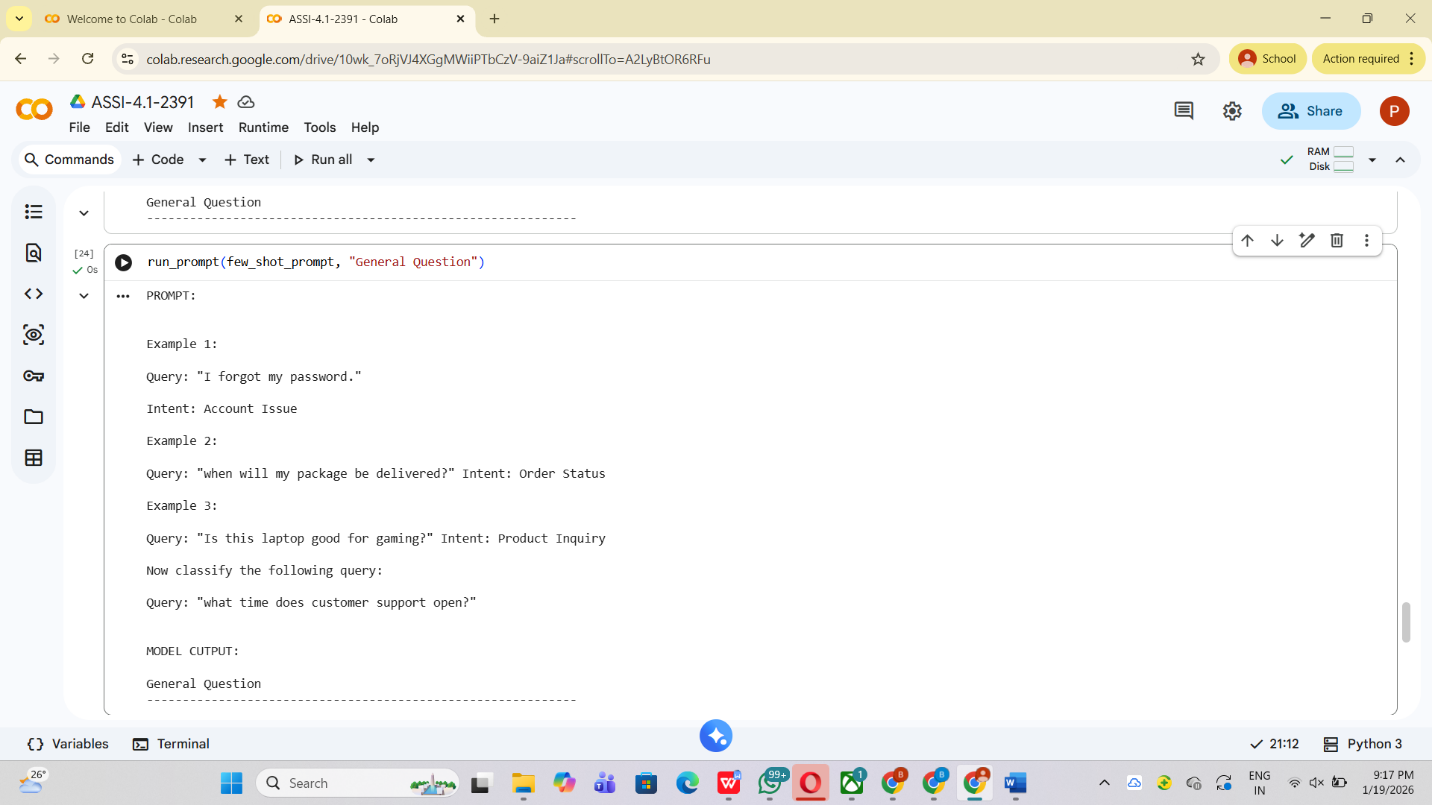 Welcome to Colab - Colab
ASSI-4.1-2391 - Colab
colab.research.google.com/drive/10wk_7oRjVJ4XGgMWiiPTbCzV-9aiZ1Ja#scrollTo=A2LyBtOR6RFu
School
Action required
ASSI-4.1-2391
File Edit View Insert Runtime Tools Help
Share
P
Commands + Code + Text Run all
RAM
Disk
General Question
------------------------------------------------------------
[24]
0s
run_prompt(few_shot_prompt, "General Question")
PROMPT:
Example 1:
Query: "I forgot my password."
Intent: Account Issue
Example 2:
Query: "when will my package be delivered?" Intent: Order Status
Example 3:
Query: "Is this laptop good for gaming?" Intent: Product Inquiry
Now classify the following query:
Query: "what time does customer support open?"
MODEL CUTPUT:
General Question
------------------------------------------------------------
{} Variables Terminal
21:12 Python 3
26°
Search
99+
1
B
B
ENG
IN
9:17 PM
1/19/2026